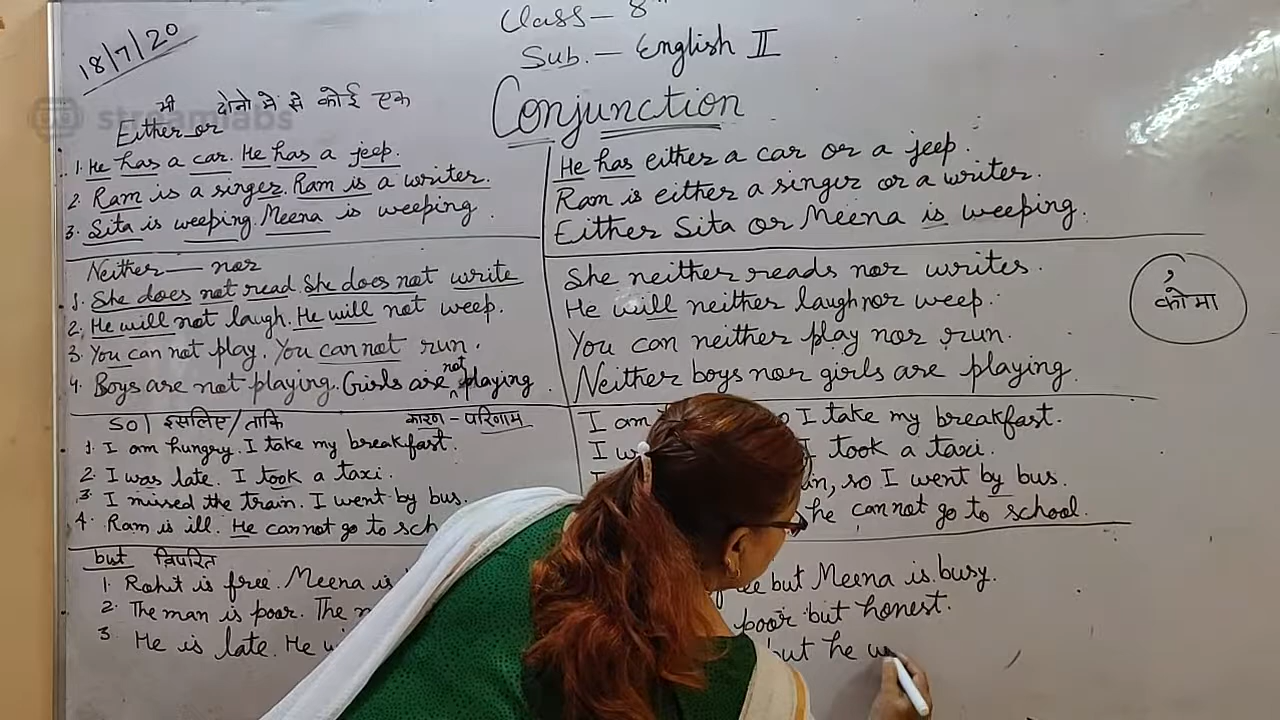 18/7/20
Class - 8th
Sub. - English II
Conjunction
streamlabs
भी दोनो मे से कोई एक
Either or
1. He has a car. He has a jeep.
2. Ram is a singer. Ram is a writer.
3. Sita is weeping. Meena is weeping.
He has either a car or a jeep.
Ram is either a singer or a writer.
Either Sita or Meena is weeping.
Neither — nor
1. She does not read. She does not write
2. He will not laugh. He will not weep.
3. You can not play. You can not run.
4. Boys are not playing. Girls are not playing.
She neither reads nor writes.
He will neither laugh nor weep.
You can neither play nor run.
Neither boys nor girls are playing.
,
कोमा
so| इसलिए/ताकि कारण - परिणाम
1. I am hungry. I take my breakfast.
2. I was late. I took a taxi.
3. I missed the train. I went by bus.
4. Ram is ill. He cannot go to sch
I am I take my breakfast.
I took a taxi.
so I went by bus.
he cannot go to school.
but विपरित
1. Rohit is free. Meena is
2. The man is poor. The
3. He is late. He
but Meena is busy.
poor but honest.
but he w